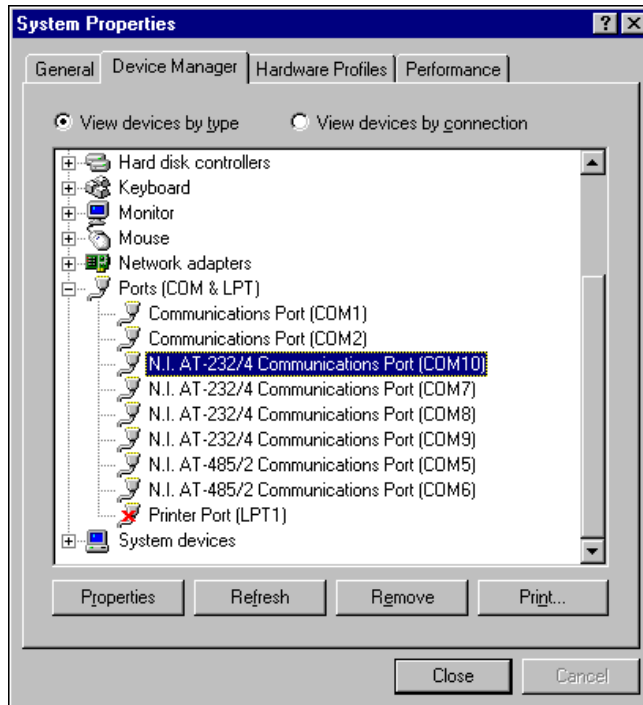 System Properties
General Device Manager Hardware Profiles Performance
View devices by type View devices by connection
Hard disk controllers
Keyboard
Monitor
Mouse
Network adapters
Ports (COM & LPT)
Communications Port (COM1)
Communications Port (COM2)
N.I. AT-232/4 Communications Port (COM10)
N.I. AT-232/4 Communications Port (COM7)
N.I. AT-232/4 Communications Port (COM8)
N.I. AT-232/4 Communications Port (COM9)
N.I. AT-485/2 Communications Port (COM5)
N.I. AT-485/2 Communications Port (COM6)
Printer Port (LPT1)
System devices
Properties Refresh Remove Print...
Close Cancel